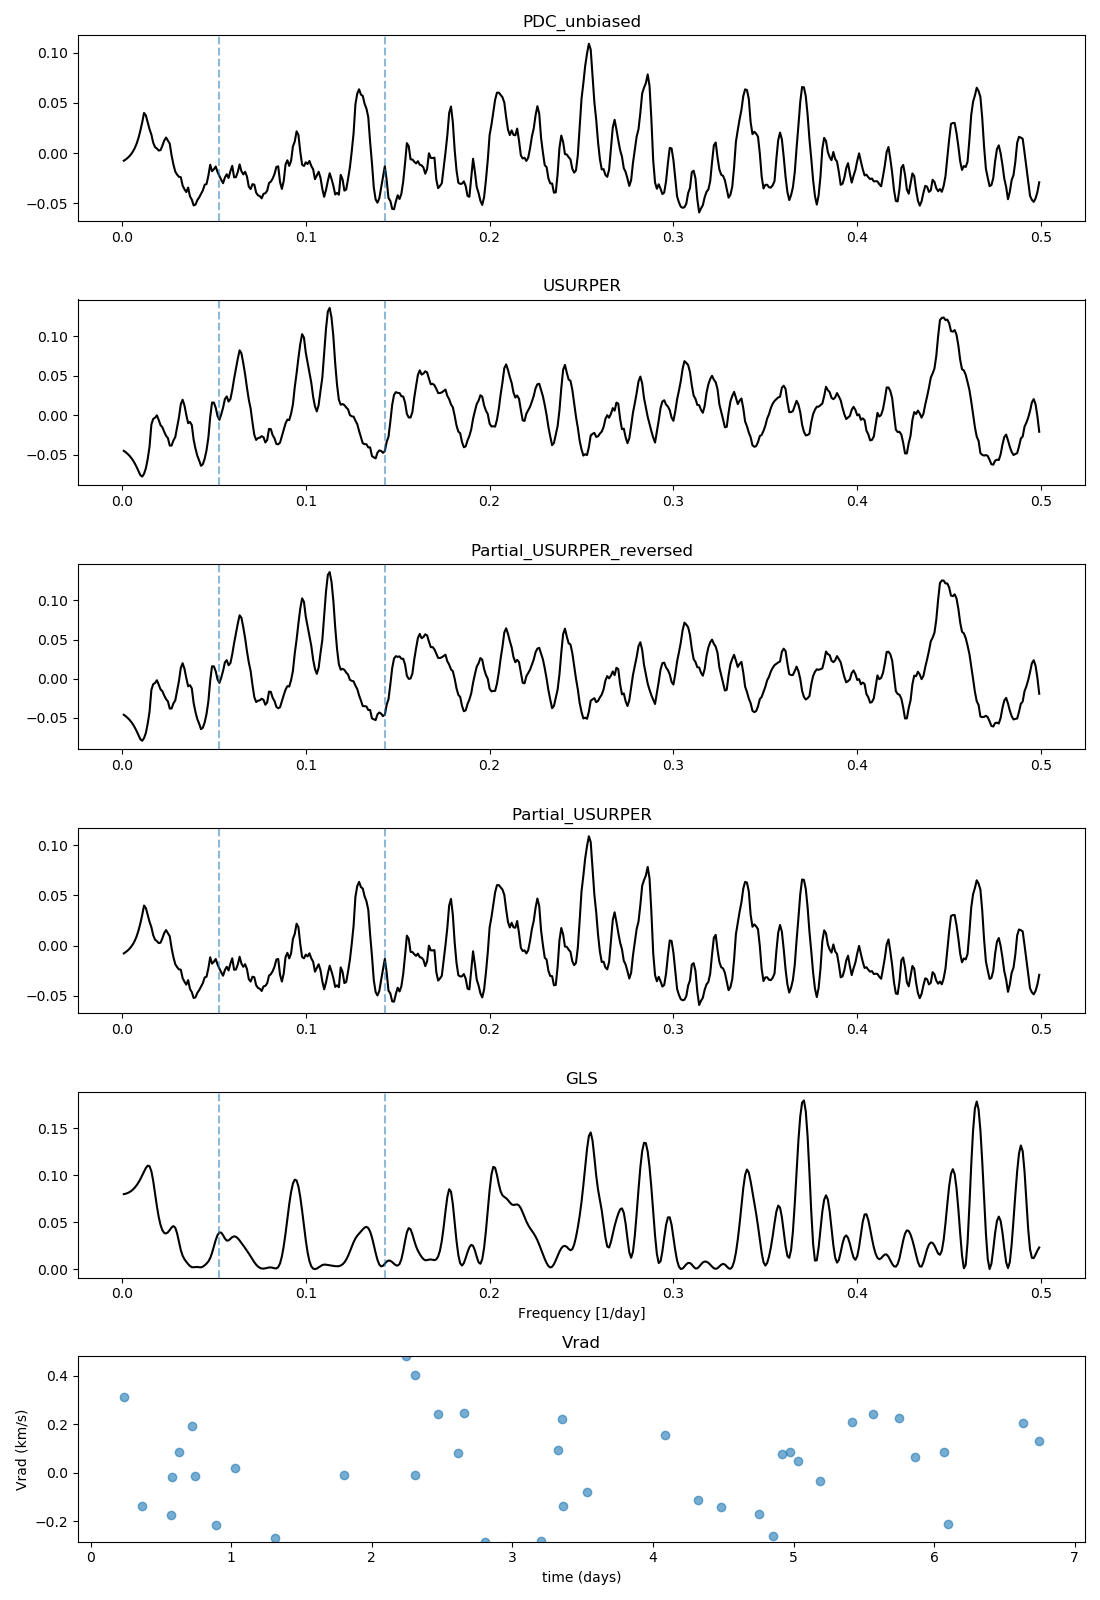 PDC_unbiased
0.10
0.05
0.00
−0.05
0.0 0.1 0.2 0.3 0.4 0.5
USURPER
0.10
0.05
0.00
−0.05
0.0 0.1 0.2 0.3 0.4 0.5
Partial_USURPER_reversed
0.10
0.05
0.00
−0.05
0.0 0.1 0.2 0.3 0.4 0.5
Partial_USURPER
0.10
0.05
0.00
−0.05
0.0 0.1 0.2 0.3 0.4 0.5
GLS
0.15
0.10
0.05
0.00
0.0 0.1 0.2 0.3 0.4 0.5
Frequency [1/day]
Vrad
Vrad (km/s)
0.4
0.2
0.0
−0.2
0 1 2 3 4 5 6 7
time (days)